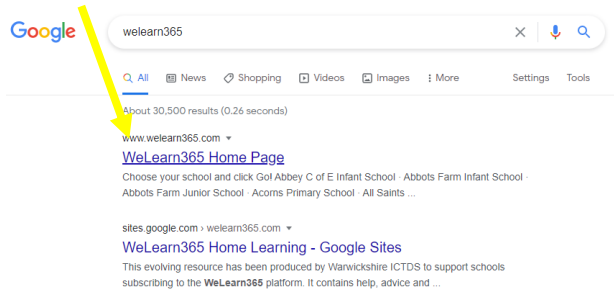 Google
welearn365
All News Shopping Videos Images More Settings Tools
About 30,500 results (0.26 seconds)
www.welearn365.com
WeLearn365 Home Page
Choose your school and click Go! Abbey C of E Infant School · Abbots Farm Infant School ·
Abbots Farm Junior School · Acorns Primary School · All Saints ...
sites.google.com › welearn365.com
WeLearn365 Home Learning - Google Sites
This evolving resource has been produced by Warwickshire ICTDS to support schools
subscribing to the WeLearn365 platform. It contains help, advice and ...